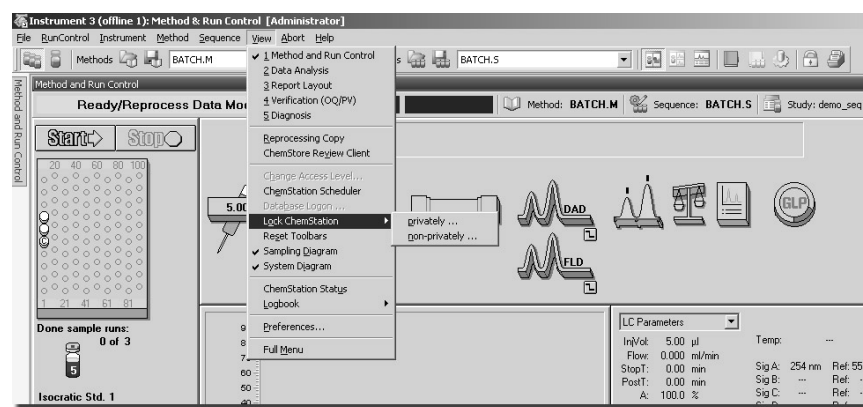 Instrument 3 (offline 1): Method & Run Control [Administrator]
File RunControl Instrument Method Sequence View Abort Help
Methods BATCH.M s BATCH.S
Method and Run Control
Method and Run Control
Ready/Reprocess Data Mo Method: BATCH.M Sequence: BATCH.S Study: demo_seq
Start Stop
20 40 60 80 100
1 21 41 61 81
Done sample runs:
0 of 3
5
Isocratic Std. 1
1 Method and Run Control
2 Data Analysis
3 Report Layout
4 Verification (OQ/PV)
5 Diagnosis
Reprocessing Copy
ChemStore Review Client
Change Access Level...
ChemStation Scheduler
Database Logon ...
Lock ChemStation
Reset Toolbars
Sampling Diagram
System Diagram
ChemStation Status
Logbook
Preferences...
Full Menu
privately ...
non-privately ...
5.00
DAD
FLD
GLP
60
50
40
LC Parameters
InjVol: 5.00 µl Temp: ---
Flow: 0.000 ml/min
StopT: 0.00 min Sig A: 254 nm Ref: 55
PostT: 0.00 min Sig B: --- Ref: -
A: 100.0 % Sig C: --- Ref: -